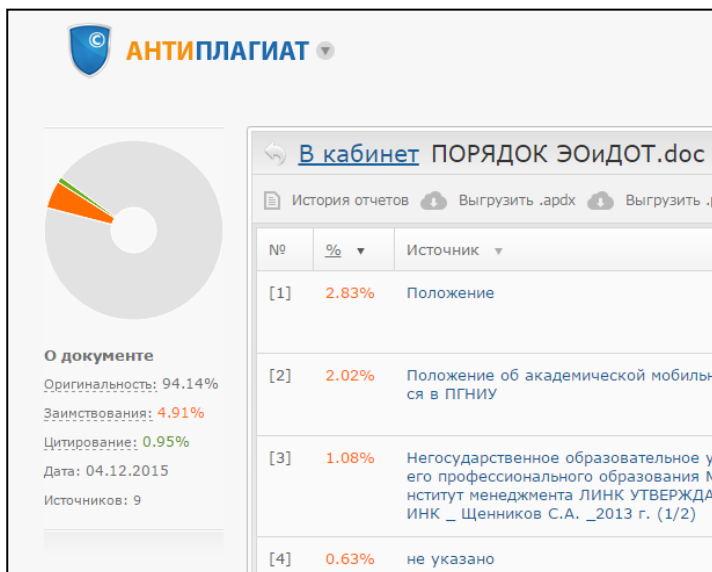 © АНТИПЛАГИАТ
В кабинет ПОРЯДОК ЭОиДОТ.doc
История отчетов Выгрузить .apdx Выгрузить
№ % Источник
[1] 2.83% Положение
[2] 2.02% Положение об академической
ся в ПГНИУ
[3] 1.08% Негосударственное образовательное
его профессионального образования
нститут менеджмента ЛИНК УТВЕРЖДА
ИНК _ Щенников С.А. _2013 г. (1/2)
[4] 0.63% не указано
О документе
Оригинальность: 94.14%
Заимствования: 4.91%
Цитирование: 0.95%
Дата: 04.12.2015
Источников: 9